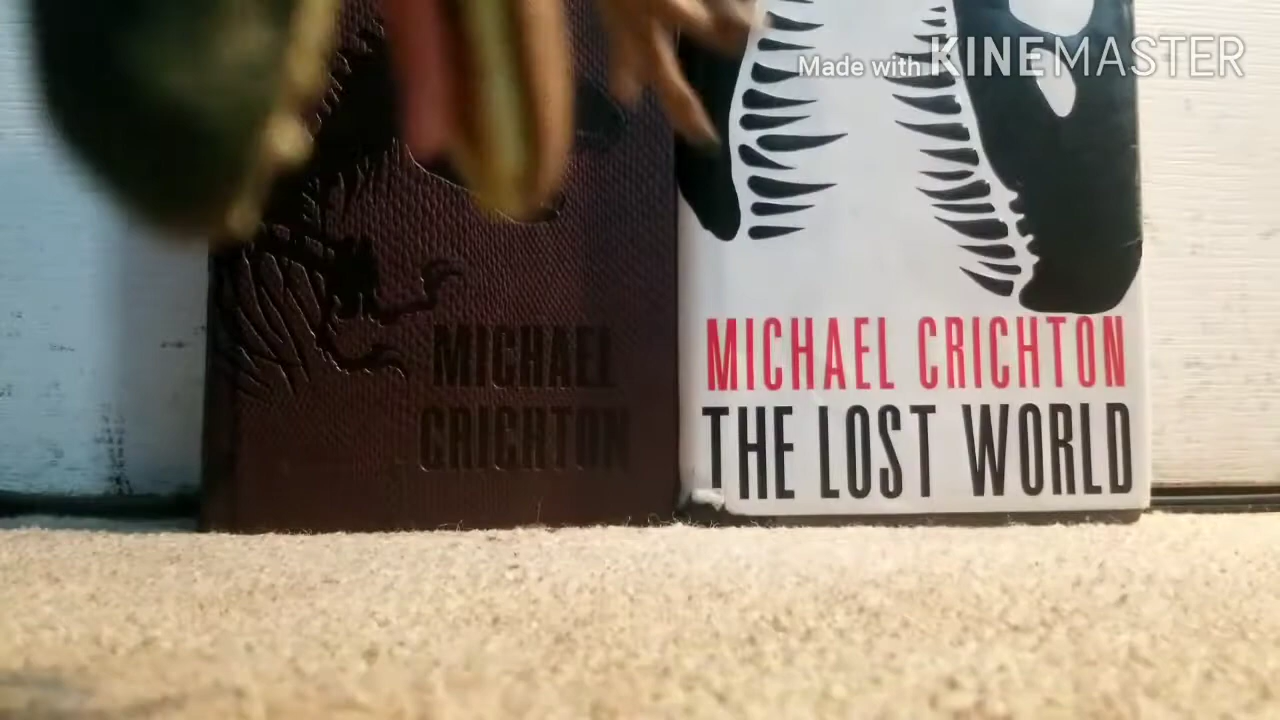 Made with KINEMASTER
MICHAEL
CRICHTON
MICHAEL CRICHTON
THE LOST WORLD